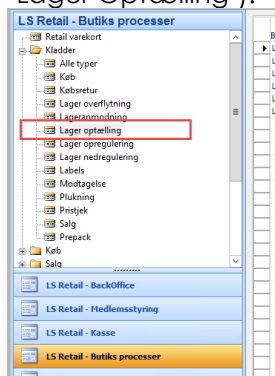 Lager Optælling ).
LS Retail - Butiks processer
Retail varekort
Kladder
Alle typer
Køb
Købsretur
Lager overflytning
Lageranmodning
Lager optælling
Lager opregulering
Lager nedregulering
Labels
Modtagelse
Plukning
Pristjek
Salg
Prepack
Køb
Salg
LS Retail - BackOffice
LS Retail - Medlemsstyring
LS Retail - Kasse
LS Retail - Butiks processer